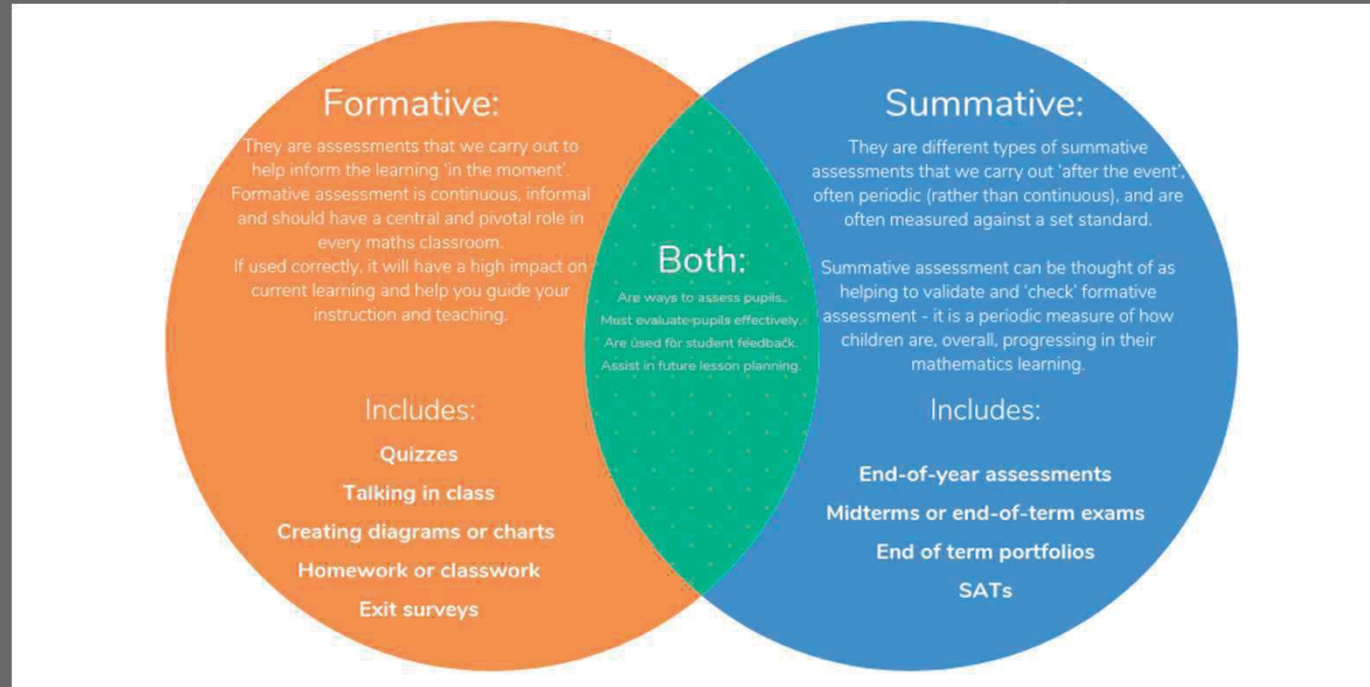 Formative:
They are assessments that we carry out to
help inform the learning 'in the moment'.
Formative assessment is continuous, informal
and should have a central and pivotal role in
every maths classroom.
If used correctly, it will have a high impact on
current learning and help you guide your
instruction and teaching.
Includes:
Quizzes
Talking in class
Creating diagrams or charts
Homework or classwork
Exit surveys
Both:
Are ways to assess pupils.
Must evaluate pupils effectively.
Are used for student feedback.
Assist in future lesson planning.
Summative:
They are different types of summative
assessments that we carry out 'after the event',
often periodic (rather than continuous), and are
often measured against a set standard.
Summative assessment can be thought of as
helping to validate and 'check' formative
assessment - it is a periodic measure of how
children are, overall, progressing in their
mathematics learning.
Includes:
End-of-year assessments
Midterms or end-of-term exams
End of term portfolios
SATs